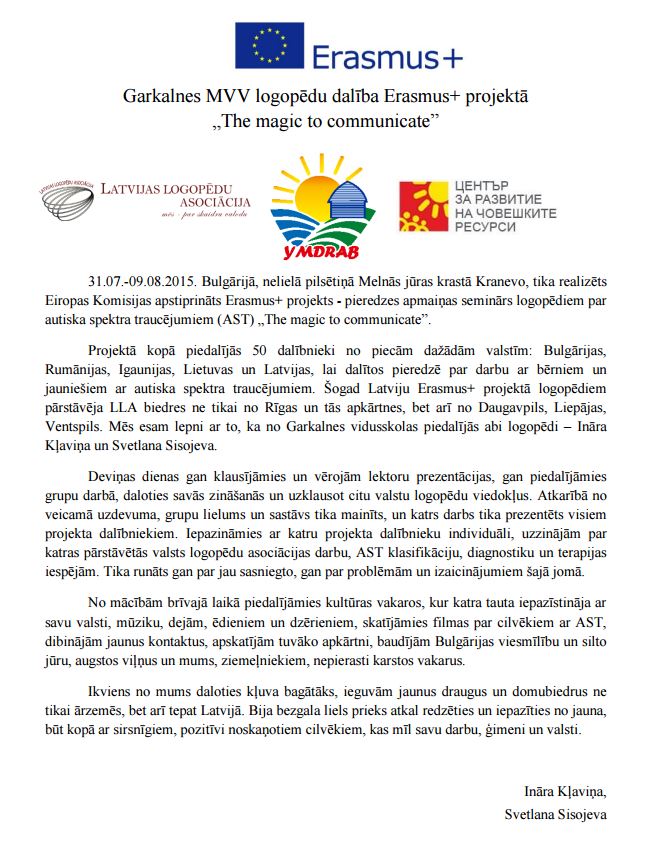 Erasmus+
Garkalnes MVV logopēdu dalība Erasmus+ projektā
„The magic to communicate”
LATVIJAS LOGOPĒDU ASOCIĀCIJA
LATVIJAS LOGOPĒDU
ASOCIĀCIJA
mēs - par skaidru valodu
УМДРАБ
ЦЕНТЪР
ЗА РАЗВИТИЕ
НА ЧОВЕШКИТЕ
РЕСУРСИ
31.07.-09.08.2015. Bulgārijā, nelielā pilsētiņā Melnās jūras krastā Kranevo, tika realizēts
Eiropas Komisijas apstiprināts Erasmus+ projekts - pieredzes apmaiņas seminārs logopēdiem par
autiska spektra traucējumiem (AST) „The magic to communicate”.
Projektā kopā piedalījās 50 dalībnieki no piecām dažādām valstīm: Bulgārijas,
Rumānijas, Igaunijas, Lietuvas un Latvijas, lai dalītos pieredzē par darbu ar bērniem un
jauniešiem ar autiska spektra traucējumiem. Šogad Latviju Erasmus+ projektā logopēdiem
pārstāvēja LLA biedres ne tikai no Rīgas un tās apkārtnes, bet arī no Daugavpils, Liepājas,
Ventspils. Mēs esam lepni ar to, ka no Garkalnes vidusskolas piedalījās abi logopēdi – Ināra
Kļaviņa un Svetlana Sisojeva.
Deviņas dienas gan klausījāmies un vērojām lektoru prezentācijas, gan piedalījāmies
grupu darbā, daloties savās zināšanās un uzklausot citu valstu logopēdu viedokļus. Atkarībā no
veicamā uzdevuma, grupu lielums un sastāvs tika mainīts, un katrs darbs tika prezentēts visiem
projekta dalībniekiem. Iepazināmies ar katru projekta dalībnieku individuāli, uzzinājām par
katras pārstāvētās valsts logopēdu asociācijas darbu, AST klasifikāciju, diagnostiku un terapijas
iespējām. Tika runāts gan par jau sasniegto, gan par problēmām un izaicinājumiem šajā jomā.
No mācībām brīvajā laikā piedalījāmies kultūras vakaros, kur katra tauta iepazīstināja ar
savu valsti, mūziku, dejām, ēdieniem un dzērieniem, skatījāmies filmas par cilvēkiem ar AST,
dibinājām jaunus kontaktus, apskatījām tuvāko apkārtni, baudījām Bulgārijas viesmīlību un silto
jūru, augstos viļņus un mums, ziemeļniekiem, nepierasti karstos vakarus.
Ikviens no mums daloties kļuva bagātāks, ieguvām jaunus draugus un domubiedrus ne
tikai ārzemēs, bet arī tepat Latvijā. Bija bezgala liels prieks atkal redzēties un iepazīties no jauna,
būt kopā ar sirsnīgiem, pozitīvi noskaņotiem cilvēkiem, kas mīl savu darbu, ģimeni un valsti.
Ināra Kļaviņa,
Svetlana Sisojeva